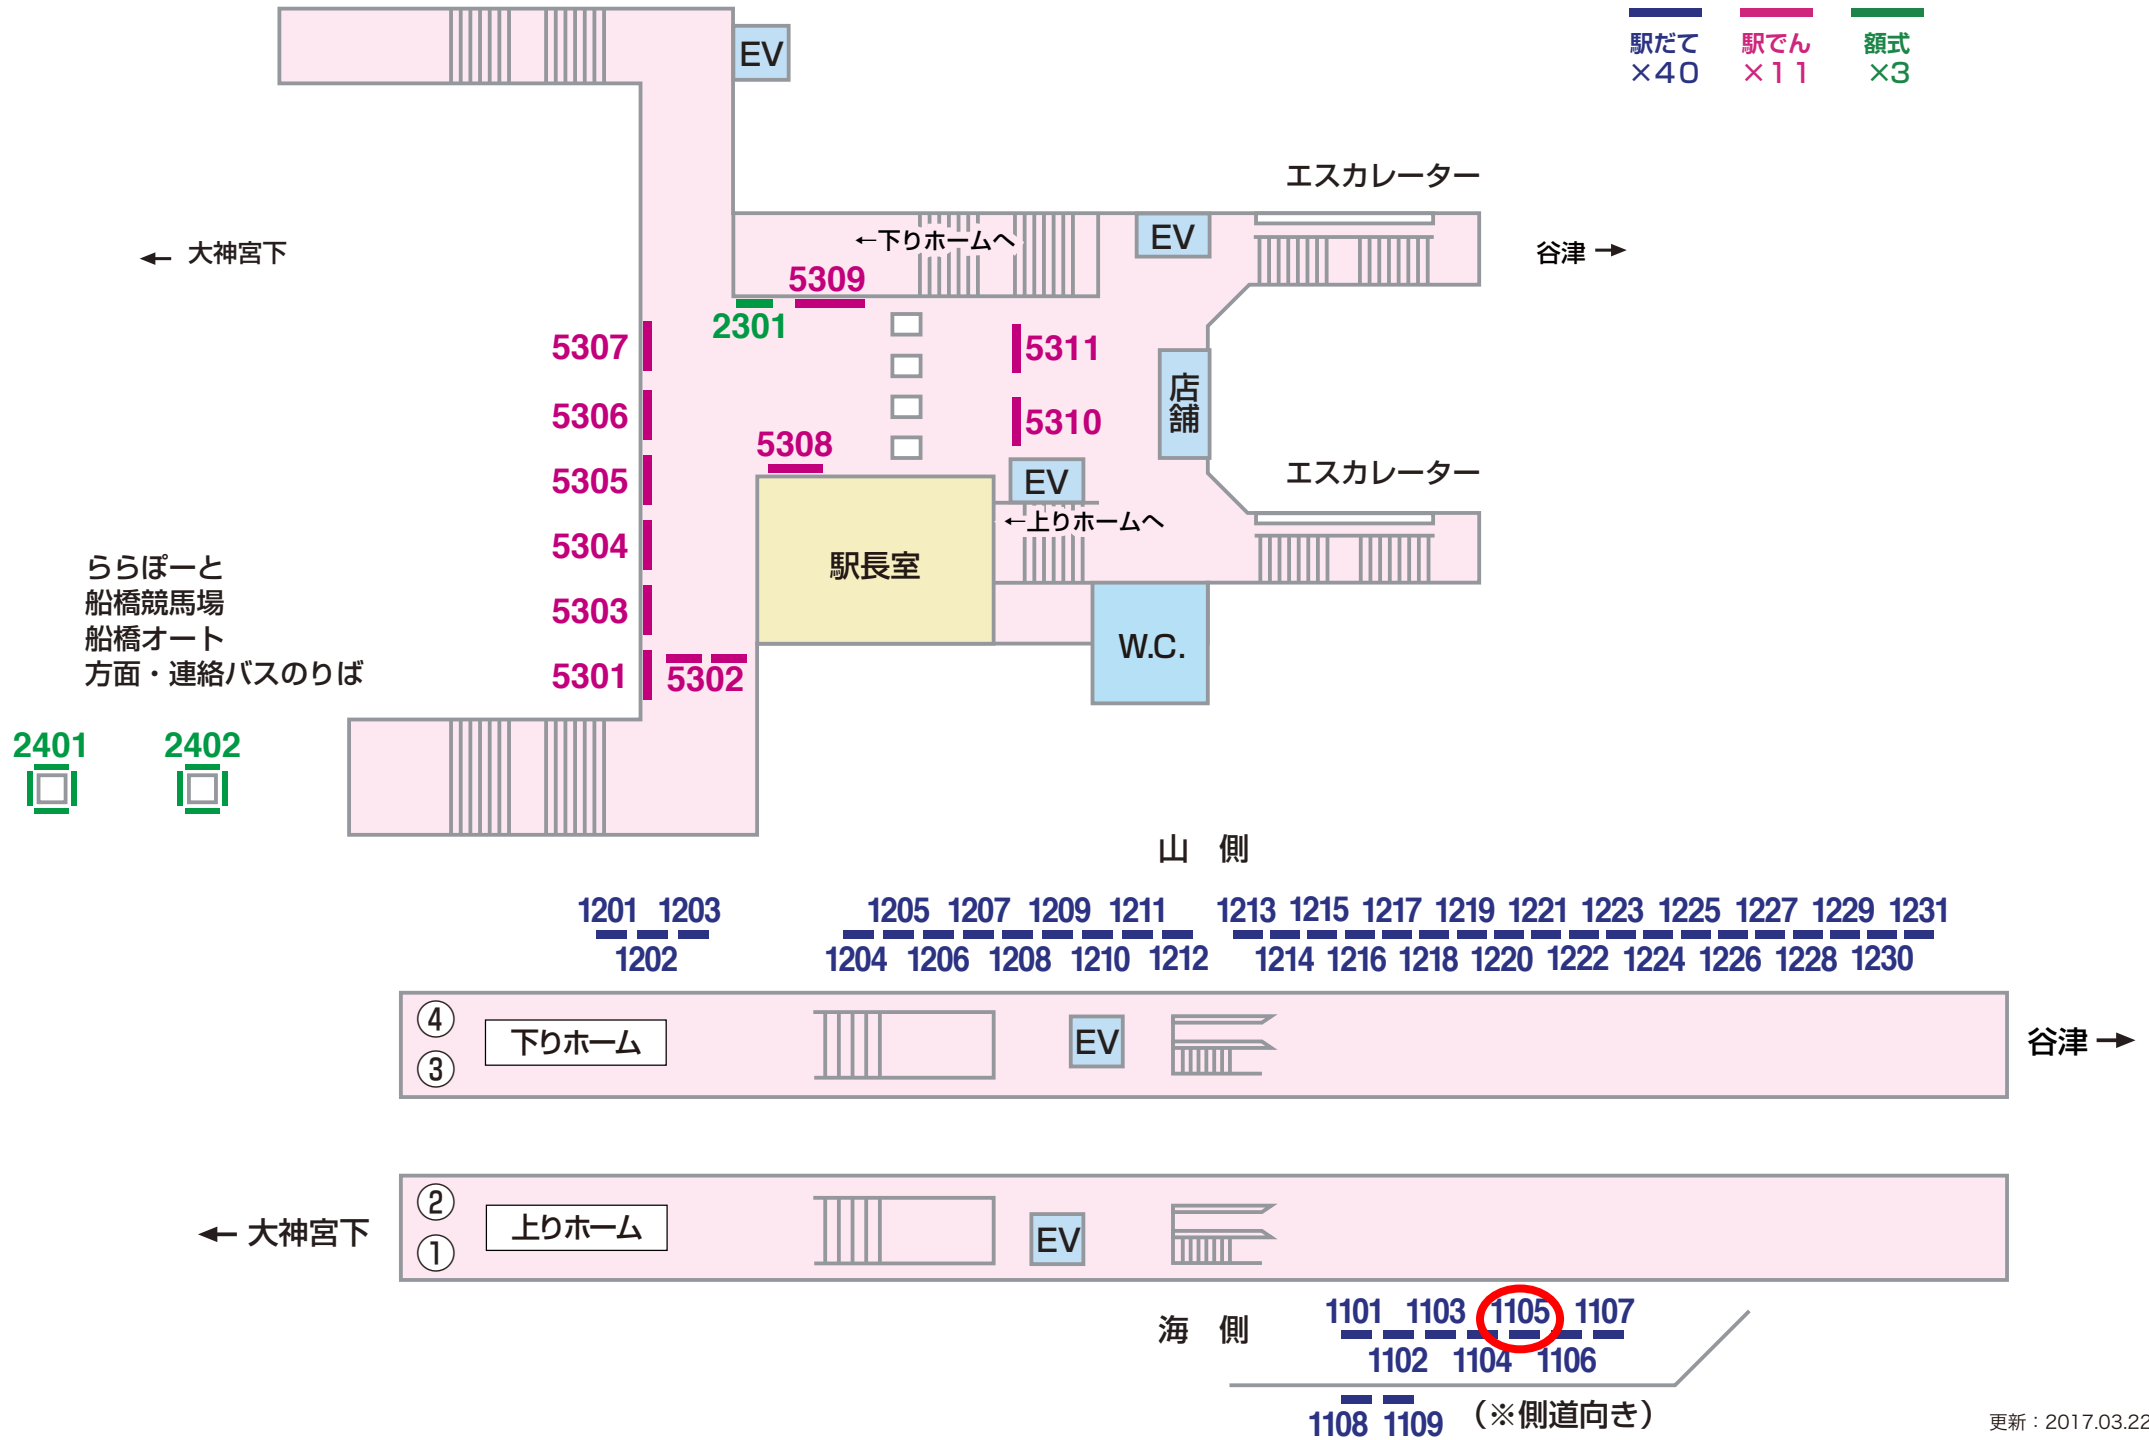 駅だて 駅でん 額式
×40 ×11 ×3
EV
エスカレーター
← 大神宮下
←下りホームへ
EV
谷津 →
5309
2301
5307
5311
5306
5310
店舗
5308
5305
EV
エスカレーター
←上りホームへ
5304
駅長室
ららぽーと
船橋競馬場
船橋オート
方面・連絡バスのりば
5303
W.C.
5301
5302
2401 2402
山 側
1201 1203 1205 1207 1209 1211 1213 1215 1217 1219 1221 1223 1225 1227 1229 1231
1202 1204 1206 1208 1210 1212 1214 1216 1218 1220 1222 1224 1226 1228 1230
④
下りホーム
EV
谷津 →
③
②
← 大神宮下
上りホーム
EV
①
海 側
1101 1103 1105 1107
1102 1104 1106
1108 1109 (※側道向き)
更新:2017.03.22